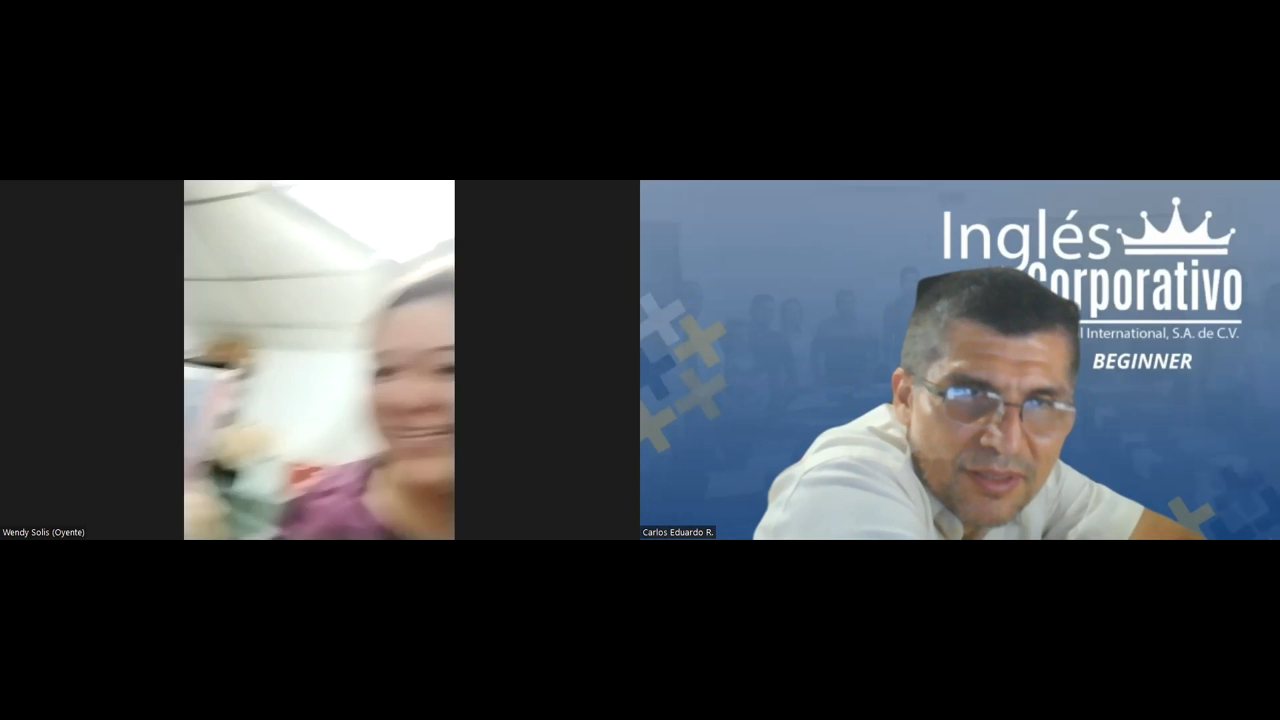 Inglés
Corporativo
l International, S.A. de C.V.
BEGINNER
Wendy Solis (Oyente)
Carlos Eduardo R.